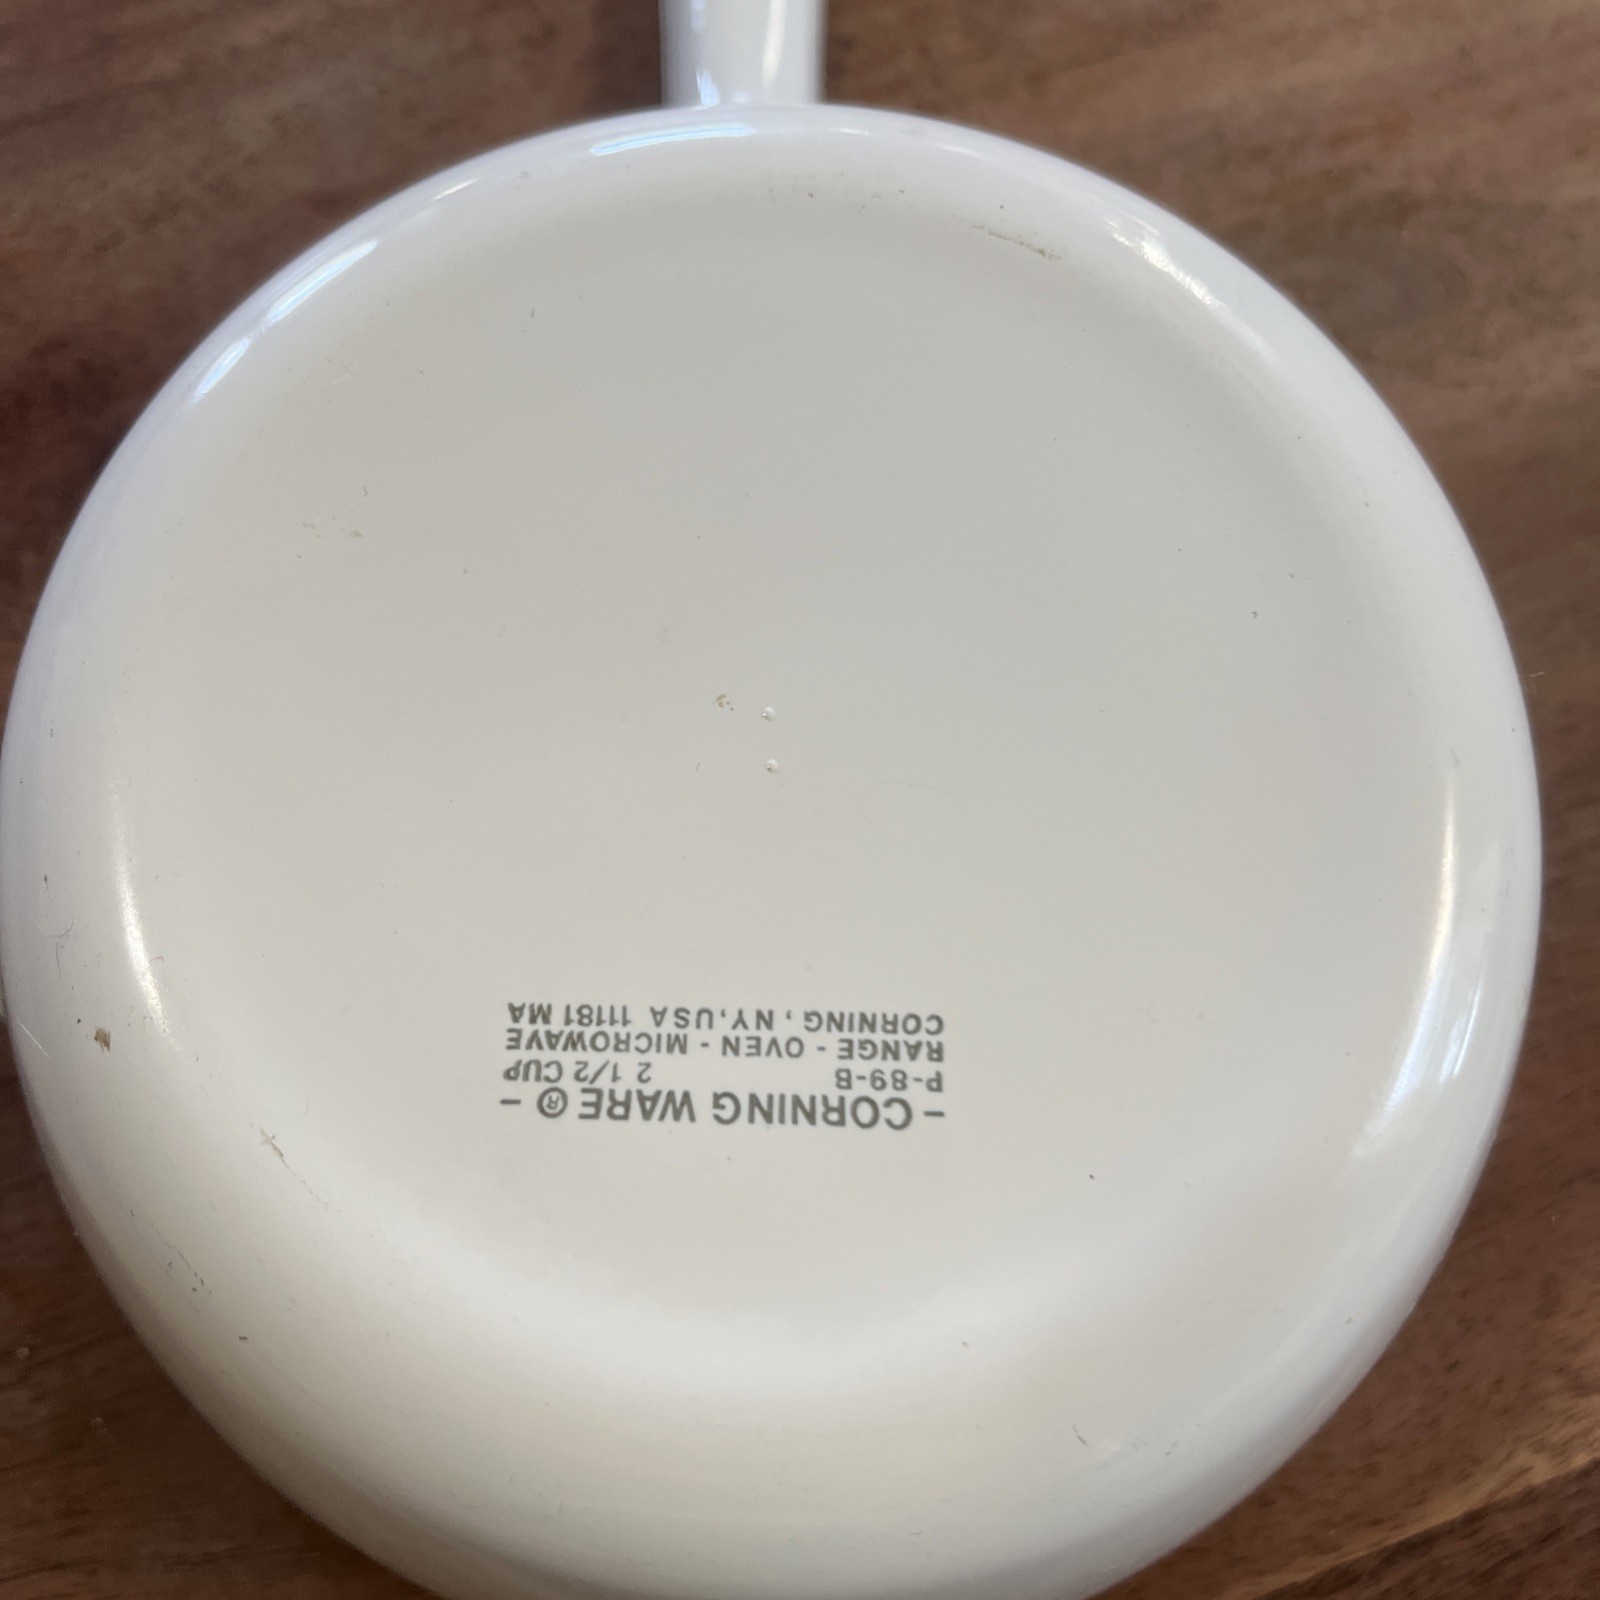 - CORNING WARE ® -
P-89-B 2 1/2 CUP
RANGE - OVEN - MICROWAVE
CORNING , NY,USA 11181 MA